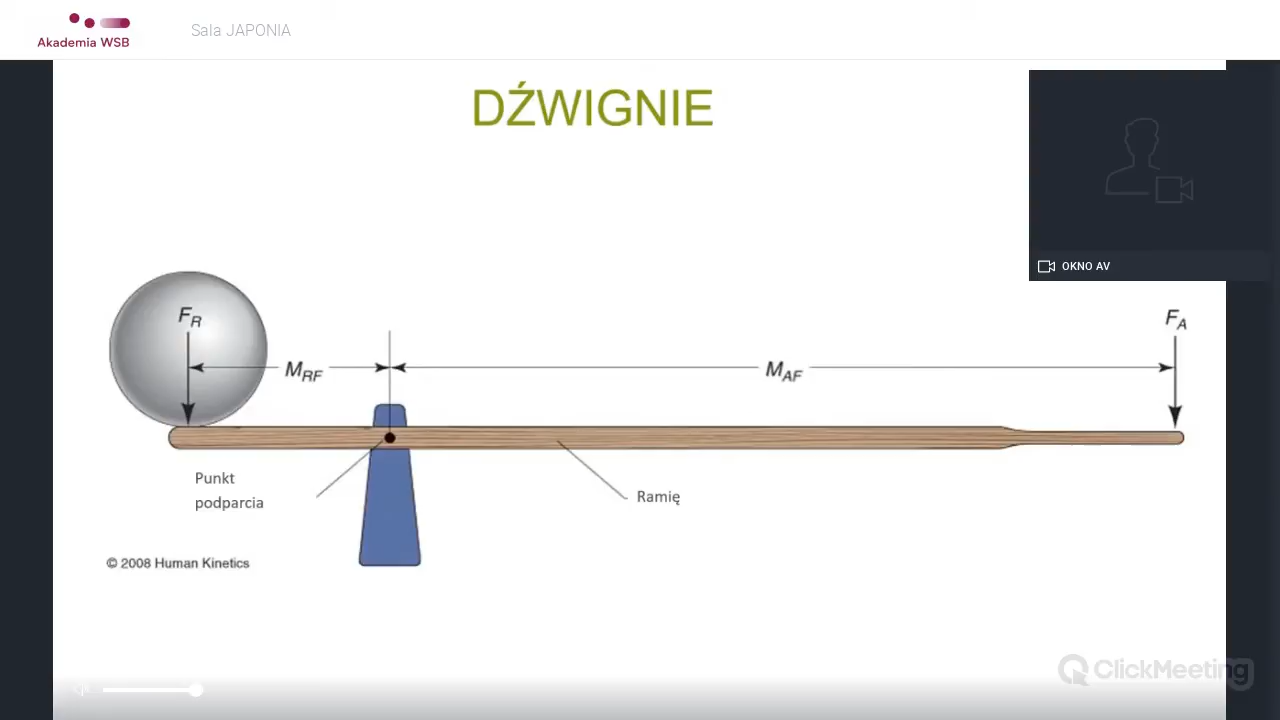 Akademia WSB
Sala JAPONIA
DŹWIGNIE
OKNO AV
F_R
F_A
M_RF
M_AF
Punkt
podparcia
Ramię
© 2008 Human Kinetics
ClickMeeting